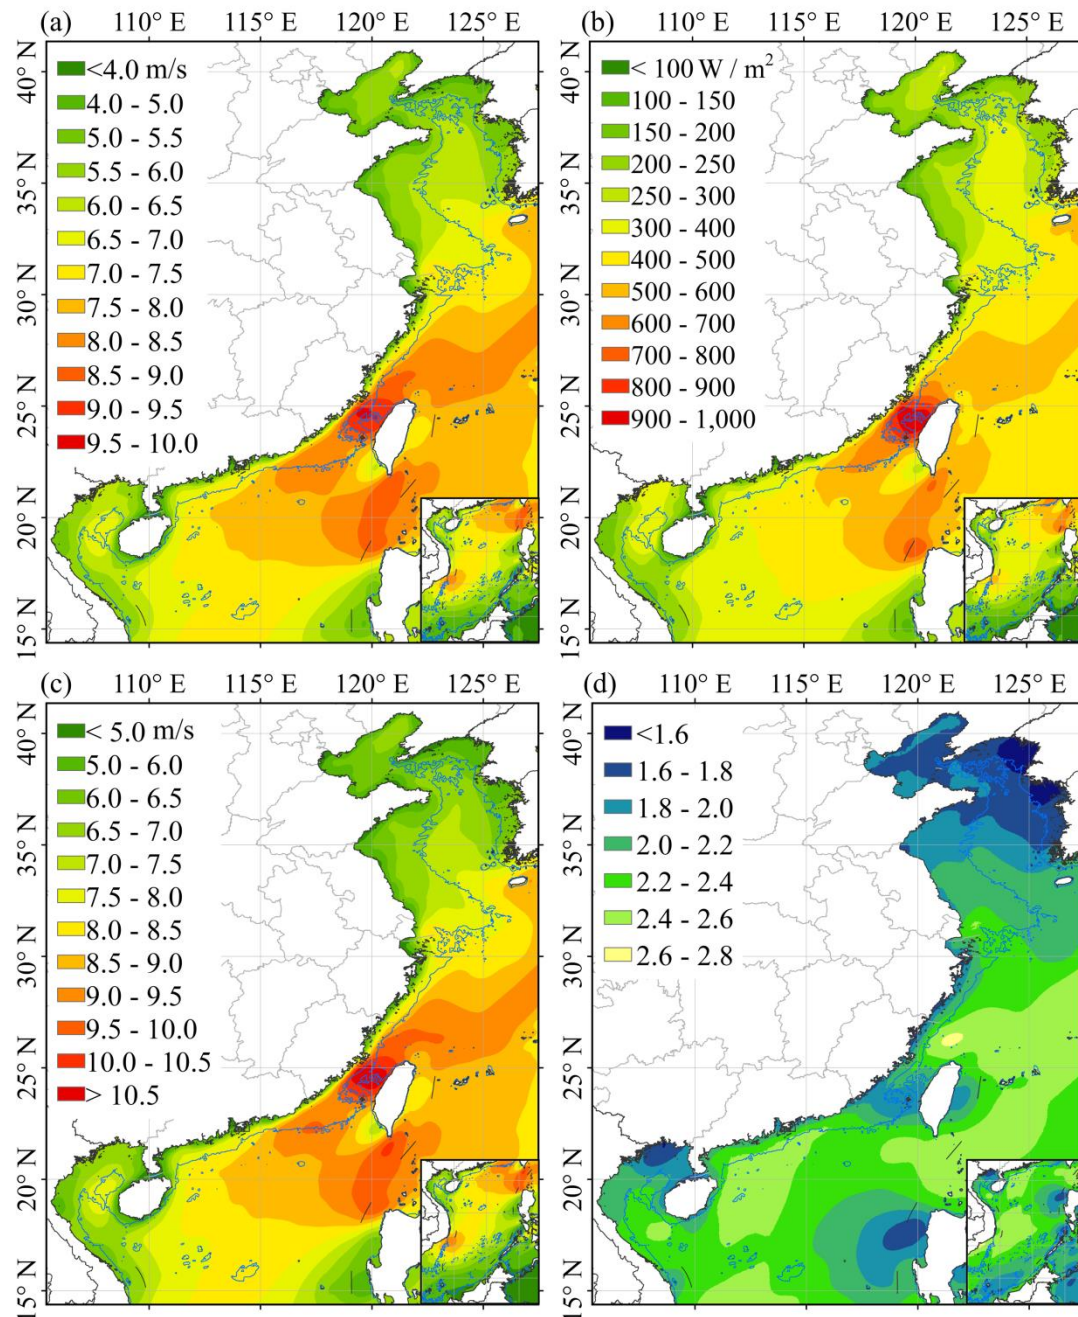 (a) 110° E 115° E 120° E 125° E
40° N
35° N
30° N
25° N
20° N
15° N
<4.0 m/s
4.0 - 5.0
5.0 - 5.5
5.5 - 6.0
6.0 - 6.5
6.5 - 7.0
7.0 - 7.5
7.5 - 8.0
8.0 - 8.5
8.5 - 9.0
9.0 - 9.5
9.5 - 10.0
(b) 110° E 115° E 120° E 125° E
40° N
35° N
30° N
25° N
20° N
15° N
< 100 W / m²
100 - 150
150 - 200
200 - 250
250 - 300
300 - 400
400 - 500
500 - 600
600 - 700
700 - 800
800 - 900
900 - 1,000
(c) 110° E 115° E 120° E 125° E
40° N
35° N
30° N
25° N
20° N
15° N
< 5.0 m/s
5.0 - 6.0
6.0 - 6.5
6.5 - 7.0
7.0 - 7.5
7.5 - 8.0
8.0 - 8.5
8.5 - 9.0
9.0 - 9.5
9.5 - 10.0
10.0 - 10.5
> 10.5
(d) 110° E 115° E 120° E 125° E
40° N
35° N
30° N
25° N
20° N
15° N
<1.6
1.6 - 1.8
1.8 - 2.0
2.0 - 2.2
2.2 - 2.4
2.4 - 2.6
2.6 - 2.8